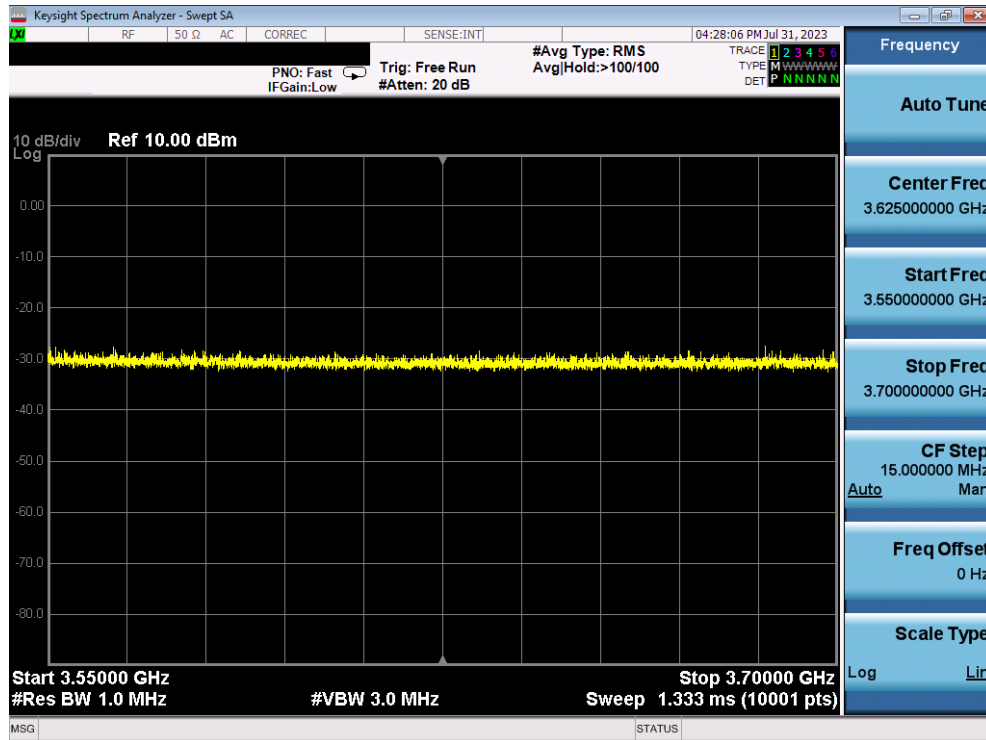 Keysight Spectrum Analyzer - Swept SA
LXI RF 50 Ω AC CORREC SENSE:INT 04:28:06 PM Jul 31, 2023
#Avg Type: RMS TRACE 1 2 3 4 5 6
PNO: Fast Trig: Free Run Avg|Hold:>100/100 TYPE M WWWWW
IFGain:Low #Atten: 20 dB DET P N N N N N
10 dB/div Ref 10.00 dBm
Log
0.00
-10.0
-20.0
-30.0
-40.0
-50.0
-60.0
-70.0
-80.0
Start 3.55000 GHz Stop 3.70000 GHz
#Res BW 1.0 MHz #VBW 3.0 MHz Sweep 1.333 ms (10001 pts)
MSG STATUS
Frequency
Auto Tune
Center Freq
3.625000000 GHz
Start Freq
3.550000000 GHz
Stop Freq
3.700000000 GHz
CF Step
15.000000 MHz
Auto Man
Freq Offset
0 Hz
Scale Type
Log Lin